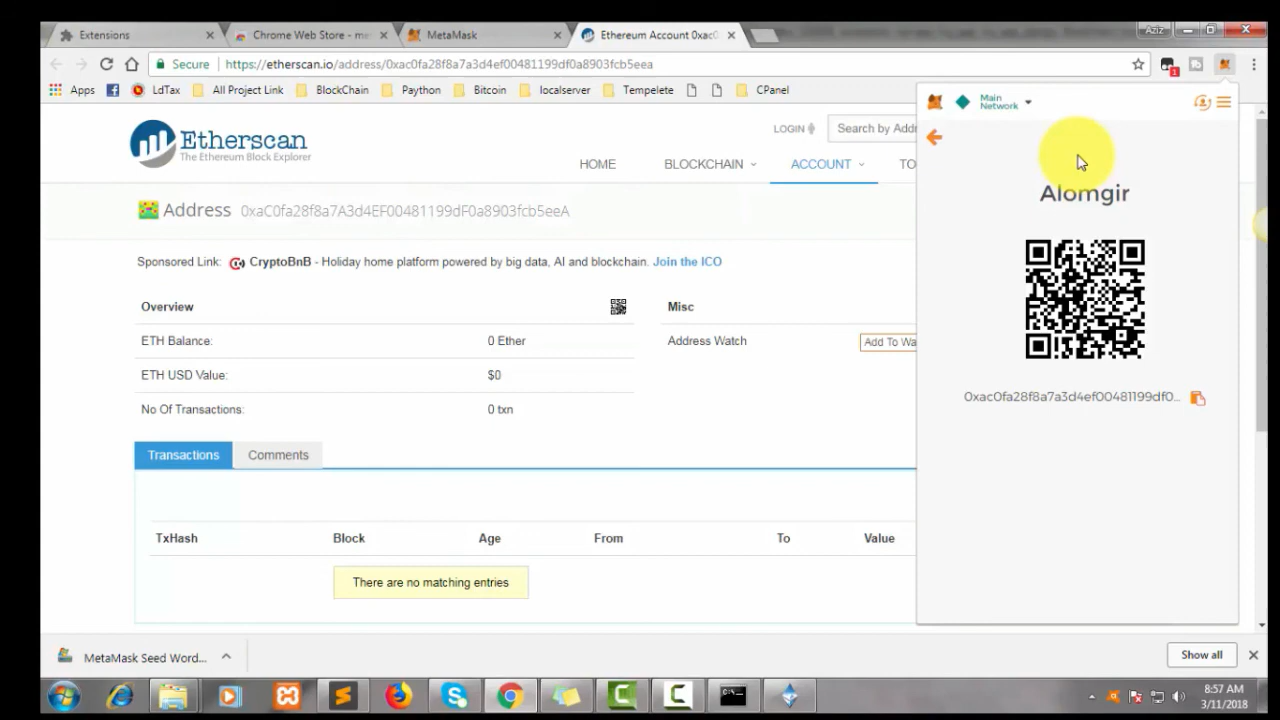 Extensions
Chrome Web Store - me
MetaMask
Ethereum Account 0xac0
Aziz
Secure
https://etherscan.io/address/0xac0fa28f8a7a3d4ef00481199df0a8903fcb5eea
1
Apps
LdTax
All Project Link
BlockChain
Paython
Bitcoin
localserver
Tempelete
CPanel
Main
Network
Etherscan
The Ethereum Block Explorer
LOGIN
Search by Addr
HOME
BLOCKCHAIN
ACCOUNT
TO
Alomgir
Address 0xaC0fa28f8a7A3d4EF00481199dF0a8903fcb5eeA
Sponsored Link: CryptoBnB - Holiday home platform powered by big data, AI and blockchain. Join the ICO
Overview
Misc
ETH Balance: 0 Ether
Address Watch
Add To Wa
ETH USD Value: $0
0xac0fa28f8a7a3d4ef00481199df0...
No Of Transactions: 0 txn
Transactions
Comments
TxHash
Block
Age
From
To
Value
There are no matching entries
MetaMask Seed Word...
Show all
8:57 AM
3/11/2018